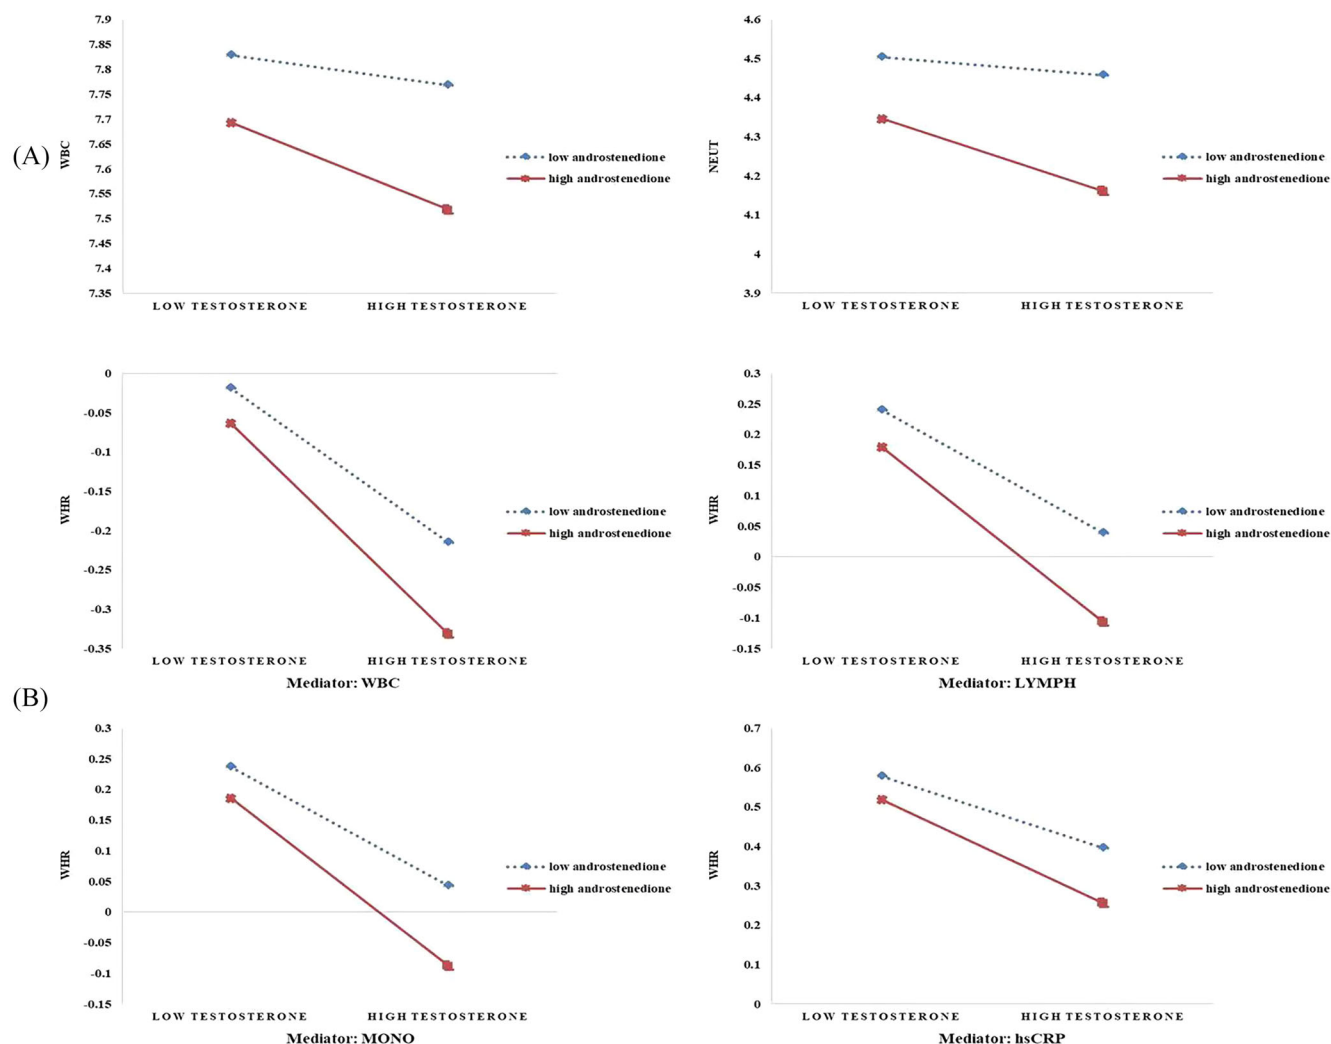 (A)
7.9
7.85
7.8
7.75
7.7
7.65
7.6
7.55
7.5
7.45
7.4
7.35
WBC
LOW TESTOSTERONE
HIGH TESTOSTERONE
low androstenedione
high androstenedione
4.6
4.5
4.4
4.3
4.2
4.1
4
3.9
NEUT
LOW TESTOSTERONE
HIGH TESTOSTERONE
low androstenedione
high androstenedione
(B)
0
-0.05
-0.1
-0.15
-0.2
-0.25
-0.3
-0.35
WHR
LOW TESTOSTERONE
HIGH TESTOSTERONE
Mediator: WBC
low androstenedione
high androstenedione
0.3
0.25
0.2
0.15
0.1
0.05
0
-0.05
-0.1
-0.15
WHR
LOW TESTOSTERONE
HIGH TESTOSTERONE
Mediator: LYMPH
low androstenedione
high androstenedione
0.3
0.25
0.2
0.15
0.1
0.05
0
-0.05
-0.1
-0.15
WHR
LOW TESTOSTERONE
HIGH TESTOSTERONE
Mediator: MONO
low androstenedione
high androstenedione
0.7
0.6
0.5
0.4
0.3
0.2
0.1
0
WHR
LOW TESTOSTERONE
HIGH TESTOSTERONE
Mediator: hsCRP
low androstenedione
high androstenedione